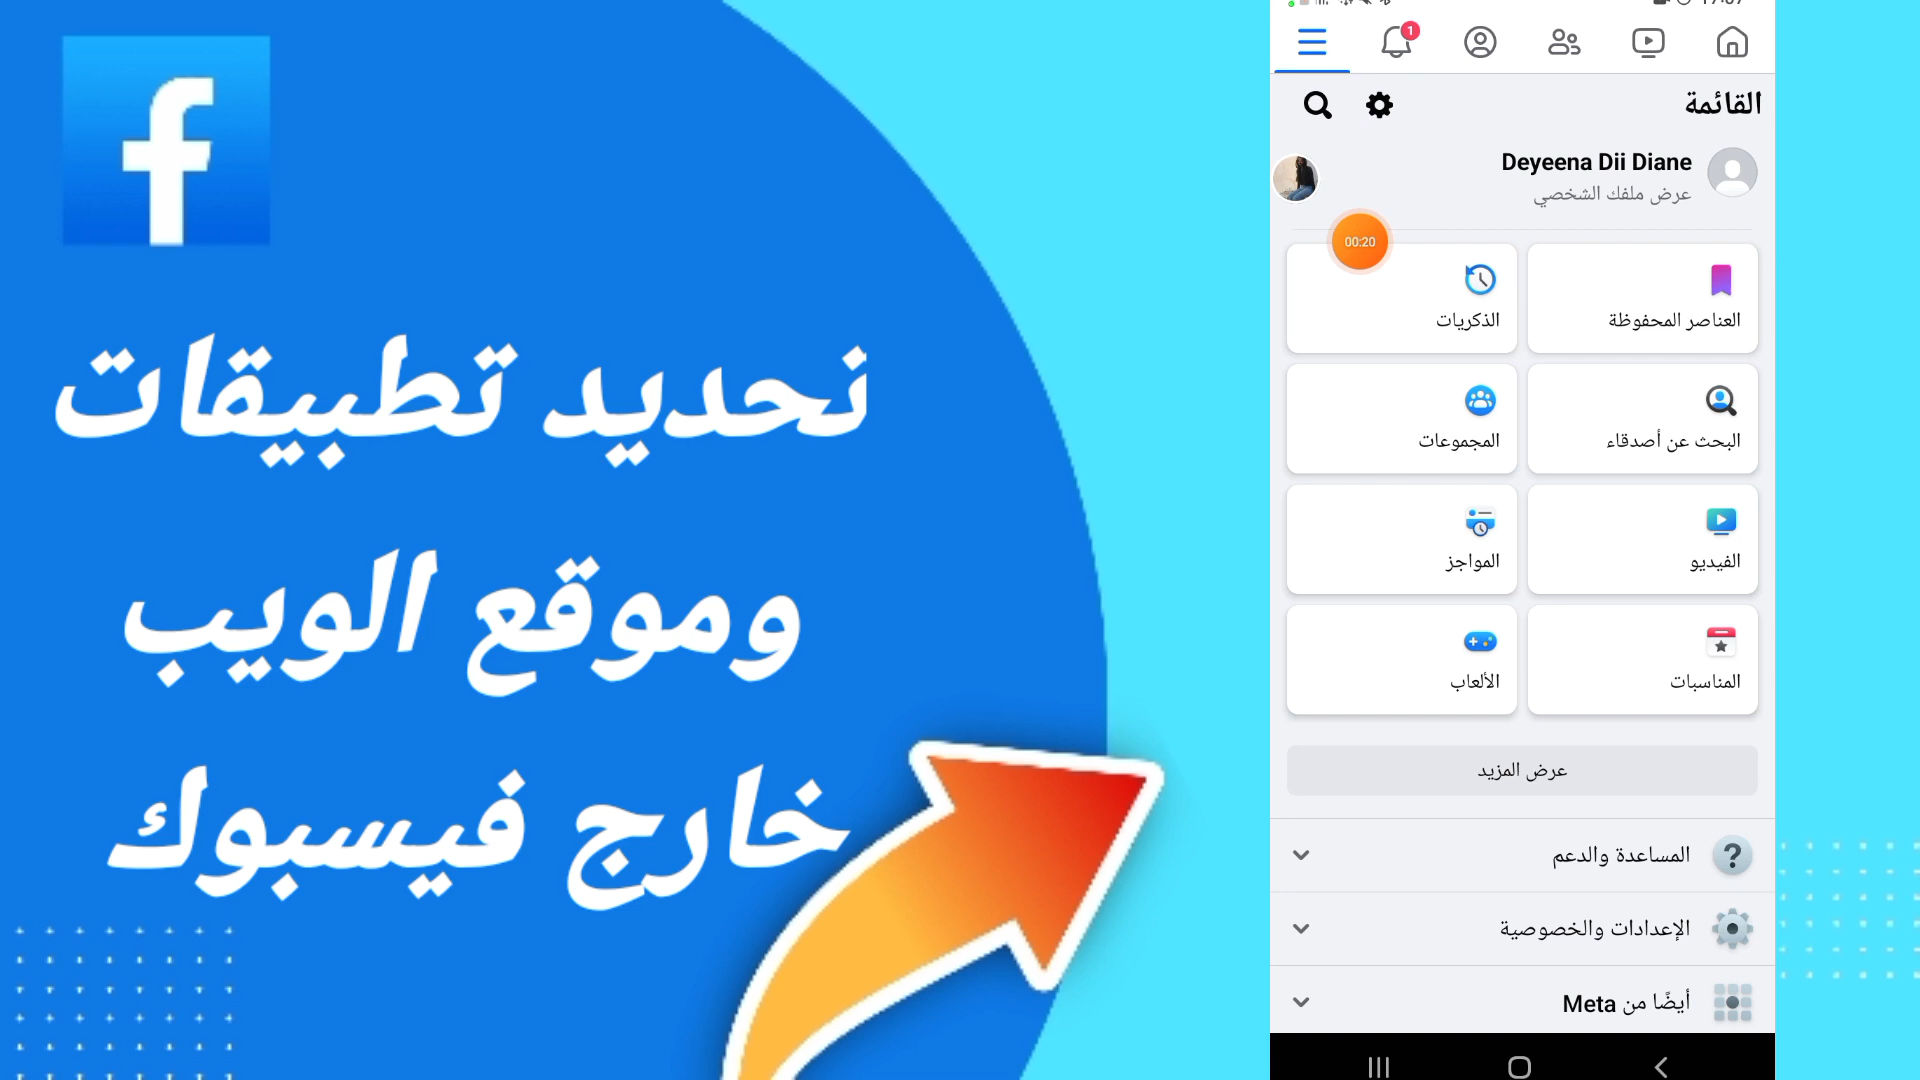 نحديد تطبيقات
وموقع الويب
خارج فيسبوك
1
القائمة
Deyeena Dii Diane
عرض ملفك الشخصي
00:20
العناصر المحفوظة
الذكريات
البحث عن أصدقاء
المجموعات
الفيديو
المواجز
المناسبات
الألعاب
عرض المزيد
المساعدة والدعم
الإعدادات والخصوصية
أيضًا من Meta